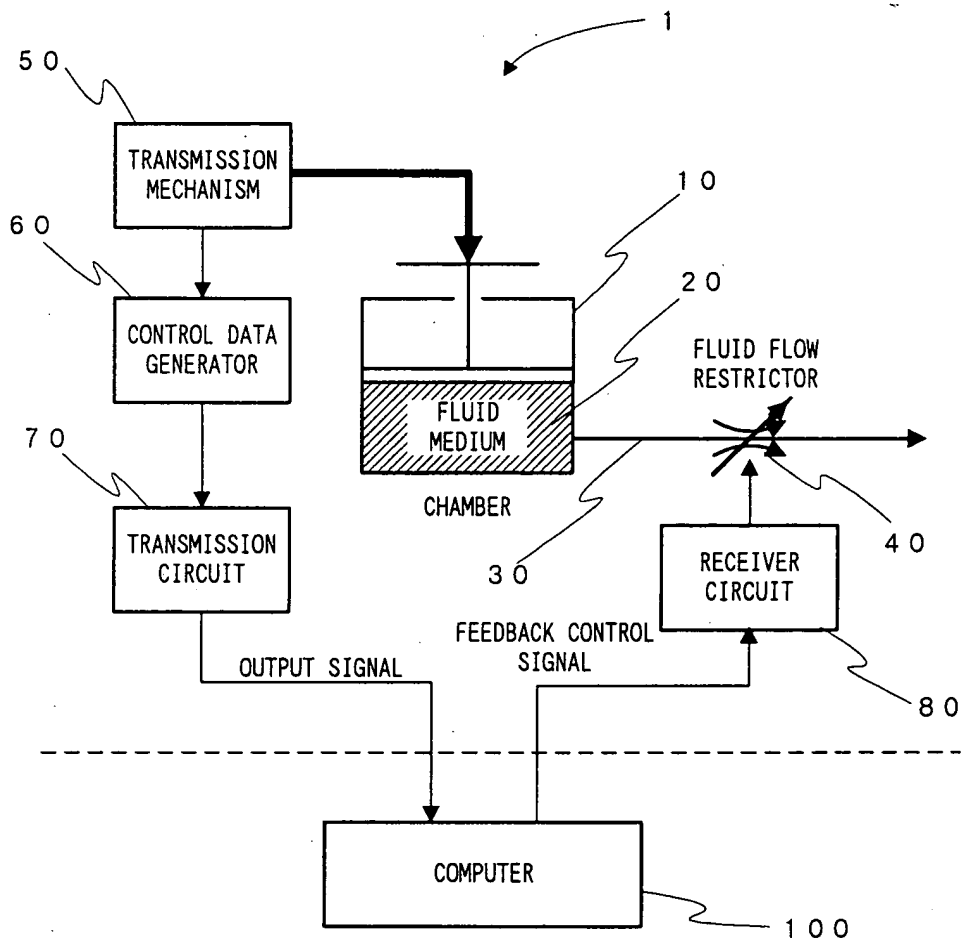 1
50
TRANSMISSION
MECHANISM
10
60
20
CONTROL DATA
GENERATOR
FLUID FLOW
RESTRICTOR
FLUID
MEDIUM
70
CHAMBER
40
TRANSMISSION
CIRCUIT
30
RECEIVER
CIRCUIT
FEEDBACK CONTROL
SIGNAL
OUTPUT SIGNAL
80
COMPUTER
100